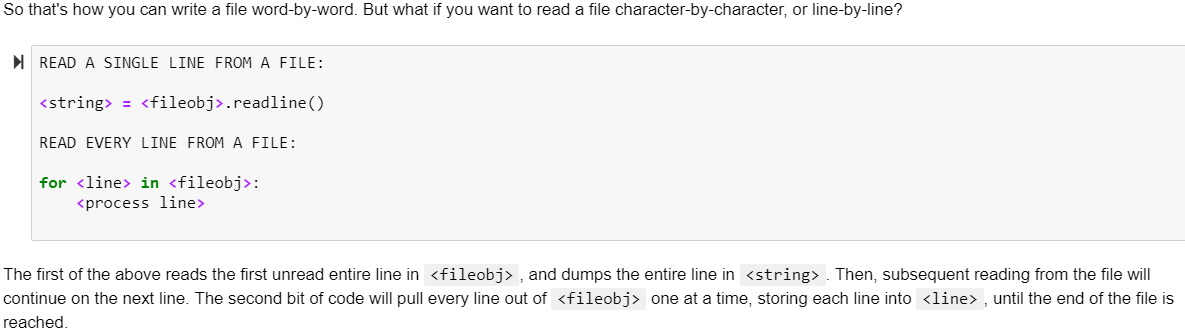 So that's how you can write a file word-by-word. But what if you want to read a file character-by-character, or line-by-line?
READ A SINGLE LINE FROM A FILE:
<string> = <fileobj>.readline()
READ EVERY LINE FROM A FILE:
for <line> in <fileobj>:
    <process line>
The first of the above reads the first unread entire line in <fileobj> , and dumps the entire line in <string> . Then, subsequent reading from the file will
continue on the next line. The second bit of code will pull every line out of <fileobj> one at a time, storing each line into <line> , until the end of the file is
reached.